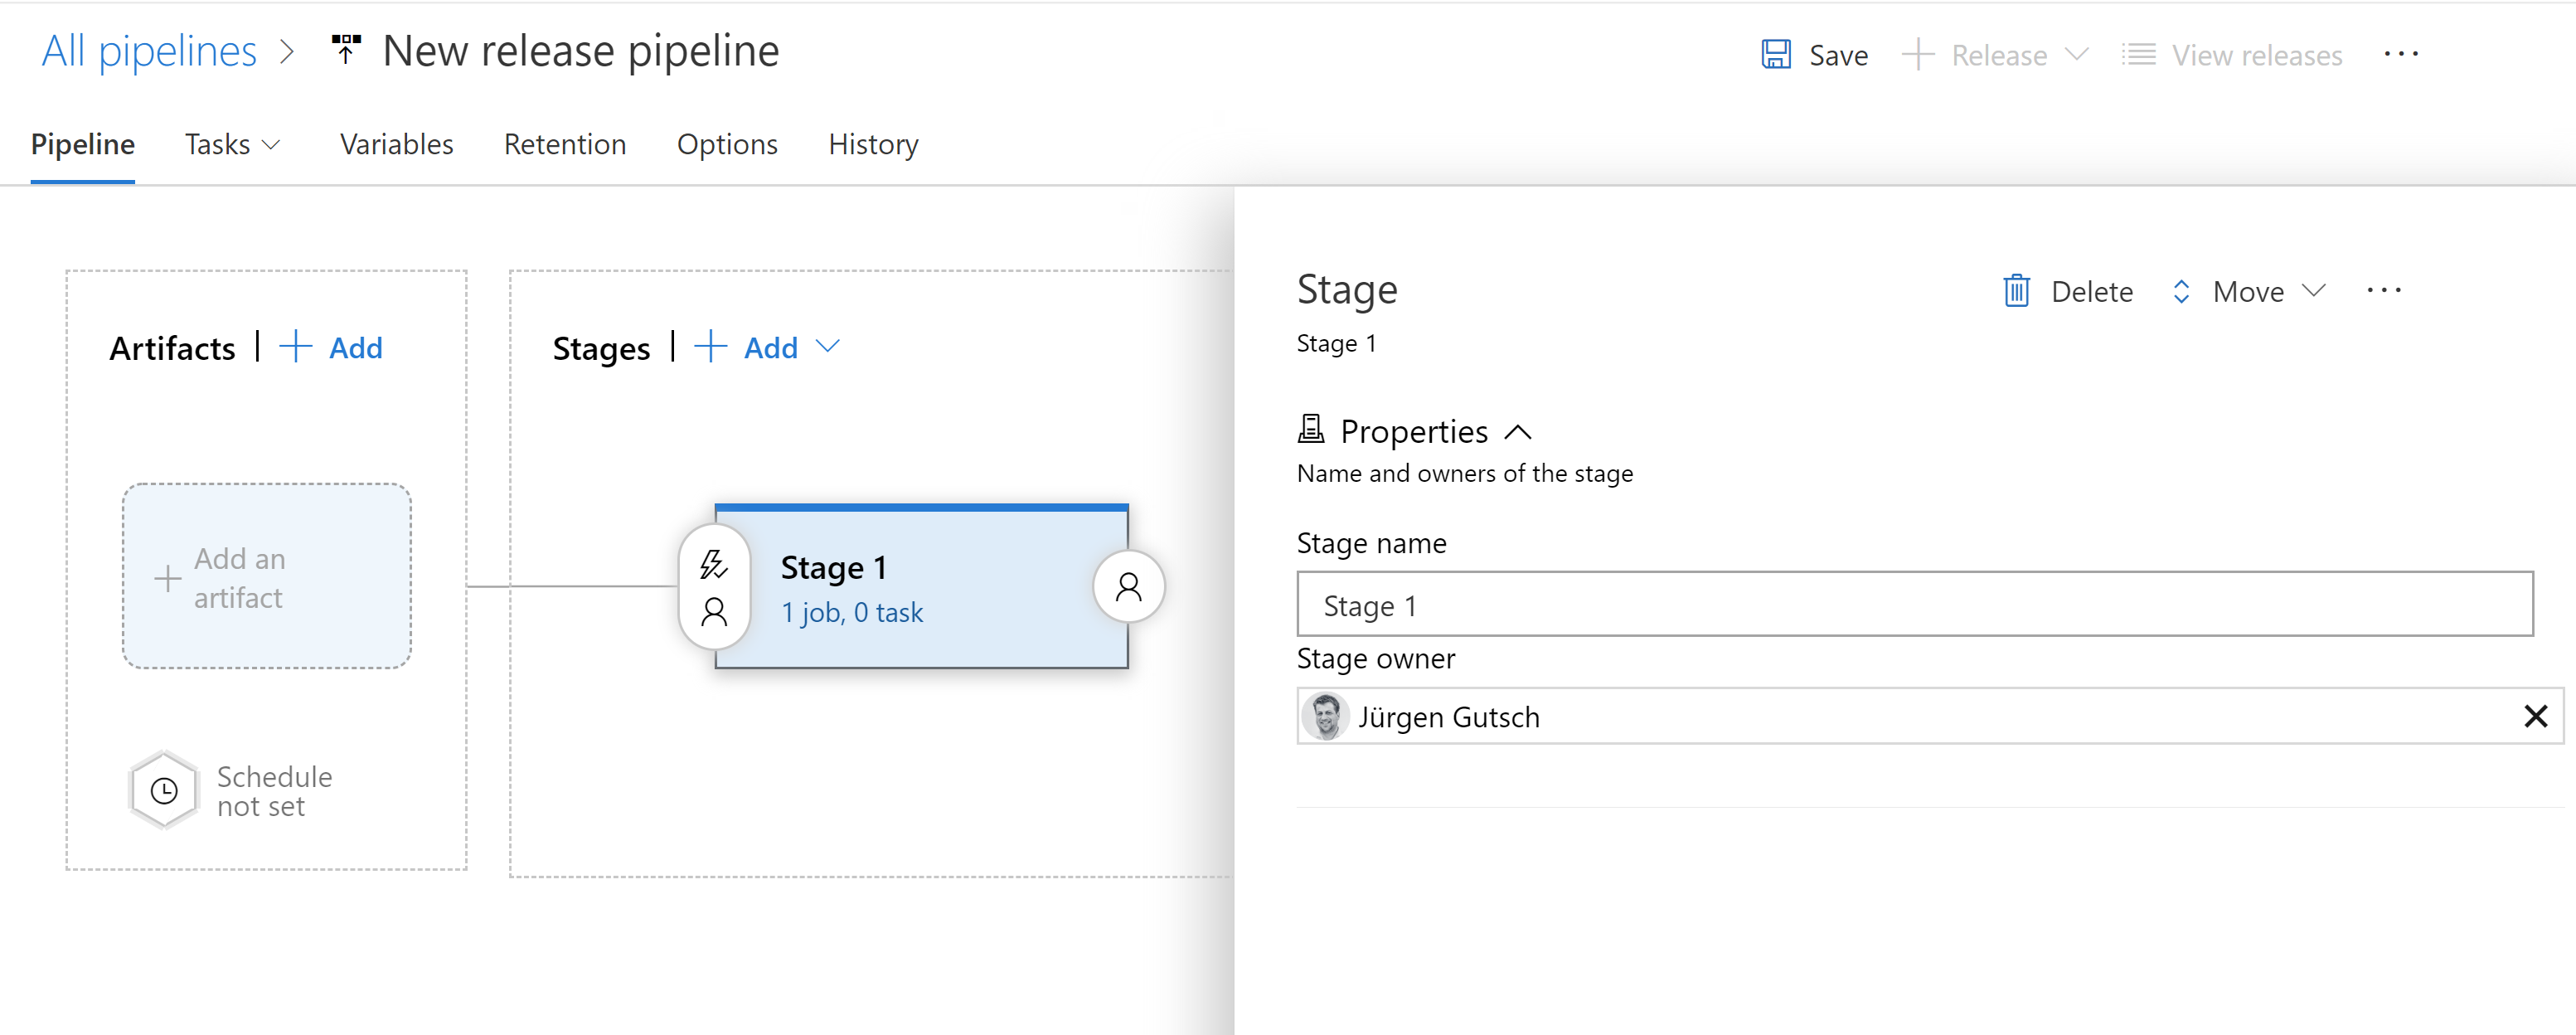 All pipelines > New release pipeline
Save
Release
View releases
...
Pipeline
Tasks
Variables
Retention
Options
History
Artifacts | + Add
Add an
artifact
Schedule
not set
Stages | + Add
Stage 1
1 job, 0 task
Stage
Delete
Move
...
Stage 1
Properties
Name and owners of the stage
Stage name
Stage 1
Stage owner
Jürgen Gutsch